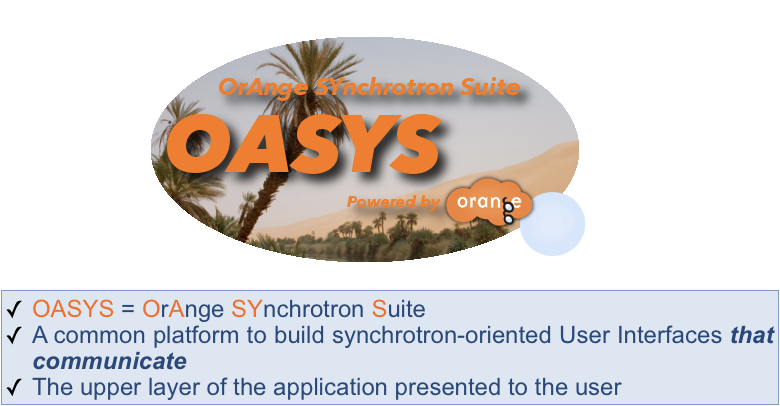 OrAnge SYnchrotron Suite
OASYS
Powered by orange
✓ OASYS = OrAnge SYnchrotron Suite
✓ A common platform to build synchrotron-oriented User Interfaces that
communicate
✓ The upper layer of the application presented to the user